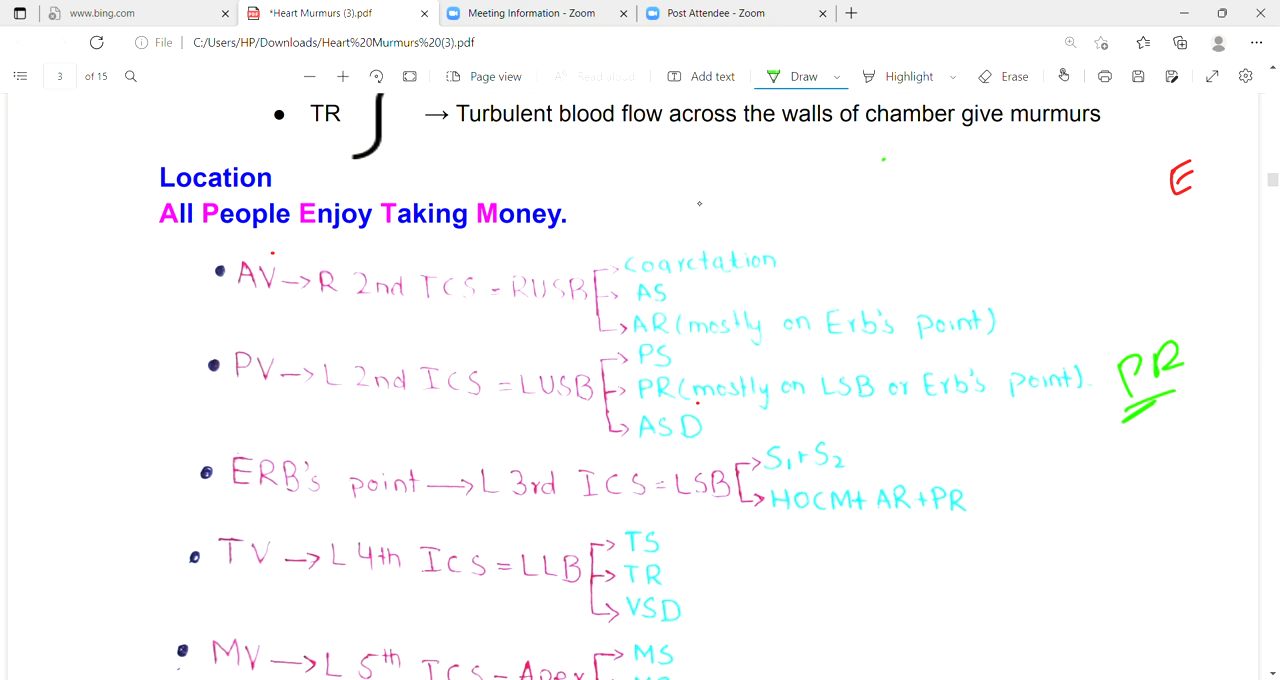 www.bing.com
*Heart Murmurs (3).pdf
Meeting Information - Zoom
Post Attendee - Zoom
File
C:/Users/HP/Downloads/Heart%20Murmurs%20(3).pdf
3 of 15
Page view
Read aloud
Add text
Draw
Highlight
Erase
• TR → Turbulent blood flow across the walls of chamber give murmurs
Location
E
All People Enjoy Taking Money.
• AV → R 2nd ICS = RUSB
→ Coarctation
→ AS
→ AR (mostly on Erb's point)
• PV → L 2nd ICS = LUSB
→ PS
→ PR (mostly on LSB or Erb's point).
→ ASD
PR
• ERB's point → L 3rd ICS = LSB
→ S1+S2
→ HOCM+ AR+PR
• TV → L 4th ICS = LLB
→ TS
→ TR
→ VSD
• MV → L 5th ICS - Apex
→ MS